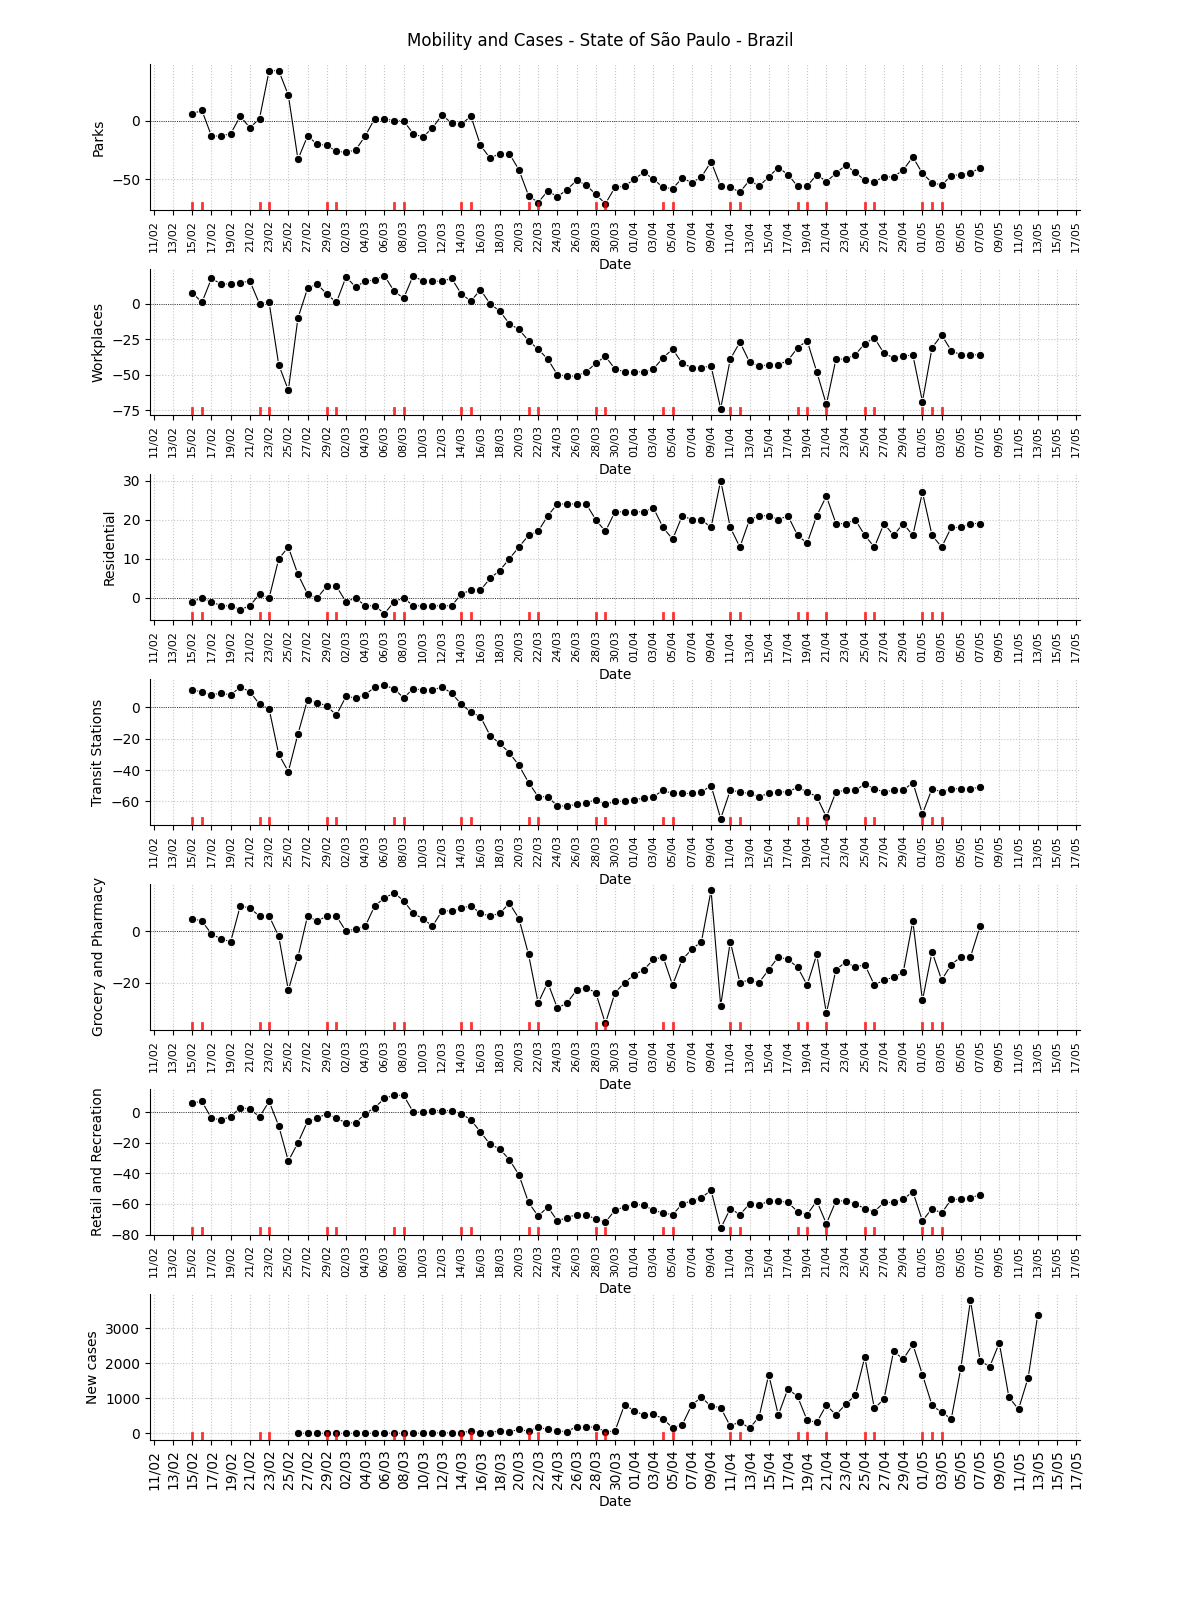 Mobility and Cases - State of São Paulo - Brazil
Parks
0
−50
11/02 13/02 15/02 17/02 19/02 21/02 23/02 25/02 27/02 29/02 02/03 04/03 06/03 08/03 10/03 12/03 14/03 16/03 18/03 20/03 22/03 24/03 26/03 28/03 30/03 01/04 03/04 05/04 07/04 09/04 11/04 13/04 15/04 17/04 19/04 21/04 23/04 25/04 27/04 29/04 01/05 03/05 05/05 07/05 09/05 11/05 13/05 15/05 17/05
Date
Workplaces
0
−25
−50
−75
11/02 13/02 15/02 17/02 19/02 21/02 23/02 25/02 27/02 29/02 02/03 04/03 06/03 08/03 10/03 12/03 14/03 16/03 18/03 20/03 22/03 24/03 26/03 28/03 30/03 01/04 03/04 05/04 07/04 09/04 11/04 13/04 15/04 17/04 19/04 21/04 23/04 25/04 27/04 29/04 01/05 03/05 05/05 07/05 09/05 11/05 13/05 15/05 17/05
Date
Residential
30
20
10
0
11/02 13/02 15/02 17/02 19/02 21/02 23/02 25/02 27/02 29/02 02/03 04/03 06/03 08/03 10/03 12/03 14/03 16/03 18/03 20/03 22/03 24/03 26/03 28/03 30/03 01/04 03/04 05/04 07/04 09/04 11/04 13/04 15/04 17/04 19/04 21/04 23/04 25/04 27/04 29/04 01/05 03/05 05/05 07/05 09/05 11/05 13/05 15/05 17/05
Date
Transit Stations
0
−20
−40
−60
11/02 13/02 15/02 17/02 19/02 21/02 23/02 25/02 27/02 29/02 02/03 04/03 06/03 08/03 10/03 12/03 14/03 16/03 18/03 20/03 22/03 24/03 26/03 28/03 30/03 01/04 03/04 05/04 07/04 09/04 11/04 13/04 15/04 17/04 19/04 21/04 23/04 25/04 27/04 29/04 01/05 03/05 05/05 07/05 09/05 11/05 13/05 15/05 17/05
Date
Grocery and Pharmacy
0
−20
11/02 13/02 15/02 17/02 19/02 21/02 23/02 25/02 27/02 29/02 02/03 04/03 06/03 08/03 10/03 12/03 14/03 16/03 18/03 20/03 22/03 24/03 26/03 28/03 30/03 01/04 03/04 05/04 07/04 09/04 11/04 13/04 15/04 17/04 19/04 21/04 23/04 25/04 27/04 29/04 01/05 03/05 05/05 07/05 09/05 11/05 13/05 15/05 17/05
Date
Retail and Recreation
0
−20
−40
−60
−80
11/02 13/02 15/02 17/02 19/02 21/02 23/02 25/02 27/02 29/02 02/03 04/03 06/03 08/03 10/03 12/03 14/03 16/03 18/03 20/03 22/03 24/03 26/03 28/03 30/03 01/04 03/04 05/04 07/04 09/04 11/04 13/04 15/04 17/04 19/04 21/04 23/04 25/04 27/04 29/04 01/05 03/05 05/05 07/05 09/05 11/05 13/05 15/05 17/05
Date
New cases
3000
2000
1000
0
11/02 13/02 15/02 17/02 19/02 21/02 23/02 25/02 27/02 29/02 02/03 04/03 06/03 08/03 10/03 12/03 14/03 16/03 18/03 20/03 22/03 24/03 26/03 28/03 30/03 01/04 03/04 05/04 07/04 09/04 11/04 13/04 15/04 17/04 19/04 21/04 23/04 25/04 27/04 29/04 01/05 03/05 05/05 07/05 09/05 11/05 13/05 15/05 17/05
Date